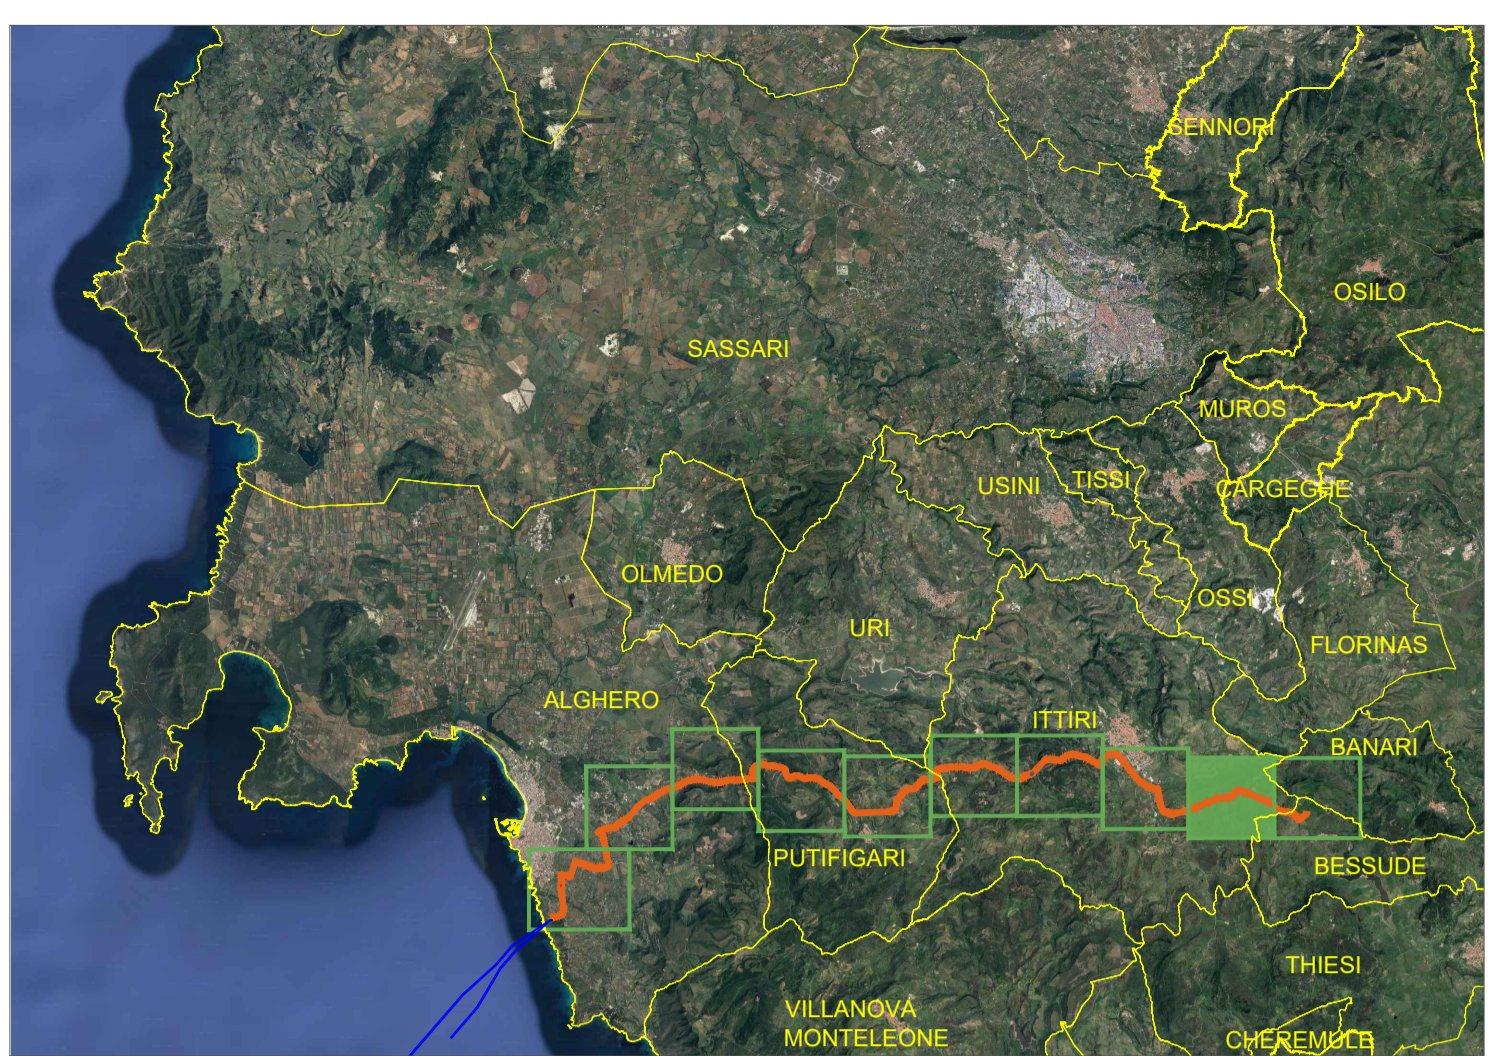 SENNORI
OSILO
SASSARI
MUROS
USINI
TISSI
CARGEGHE
OLMEDO
OSSI
URI
FLORINAS
ALGHERO
ITTIRI
BANARI
PUTIFIGARI
BESSUDE
THIESI
VILLANOVA
MONTELEONE
CHEREMULE